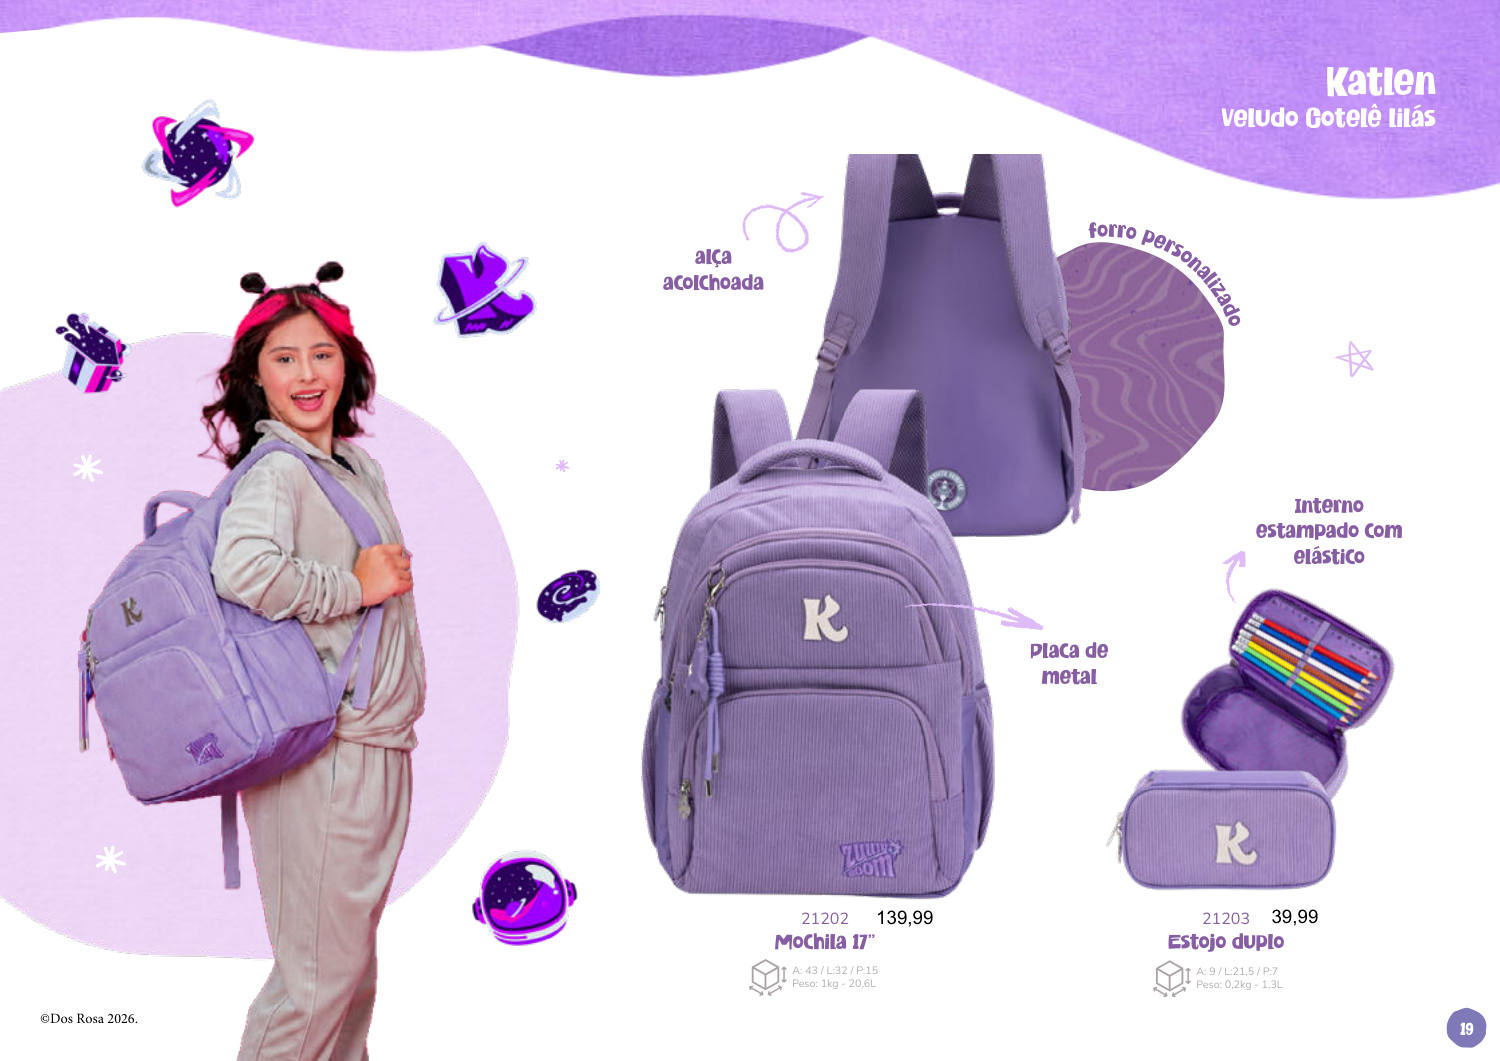 Katlen
Veludo Cotelê lilás
alça
acolchoada
forro personalizado
Interno
estampado com
elástico
Placa de
metal
K
K
K
K
ZUNNY'S
ROOM
21202 139,99
Mochila 17”
A: 43 / L:32 / P:15
Peso: 1kg - 20,6L
21203 39,99
Estojo duplo
A: 9 / L:21,5 / P:7
Peso: 0,2kg - 1,3L
©Dos Rosa 2026.
19